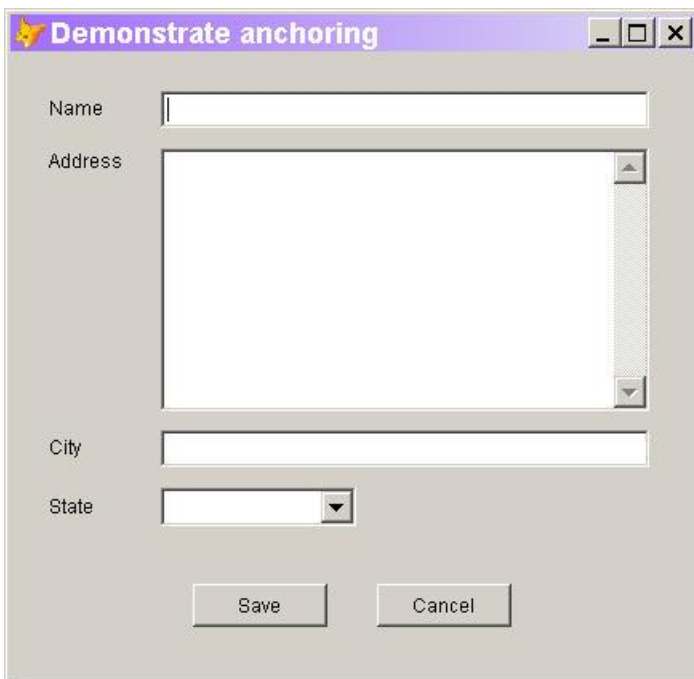 Demonstrate anchoring
Name
Address
City
State
Save Cancel